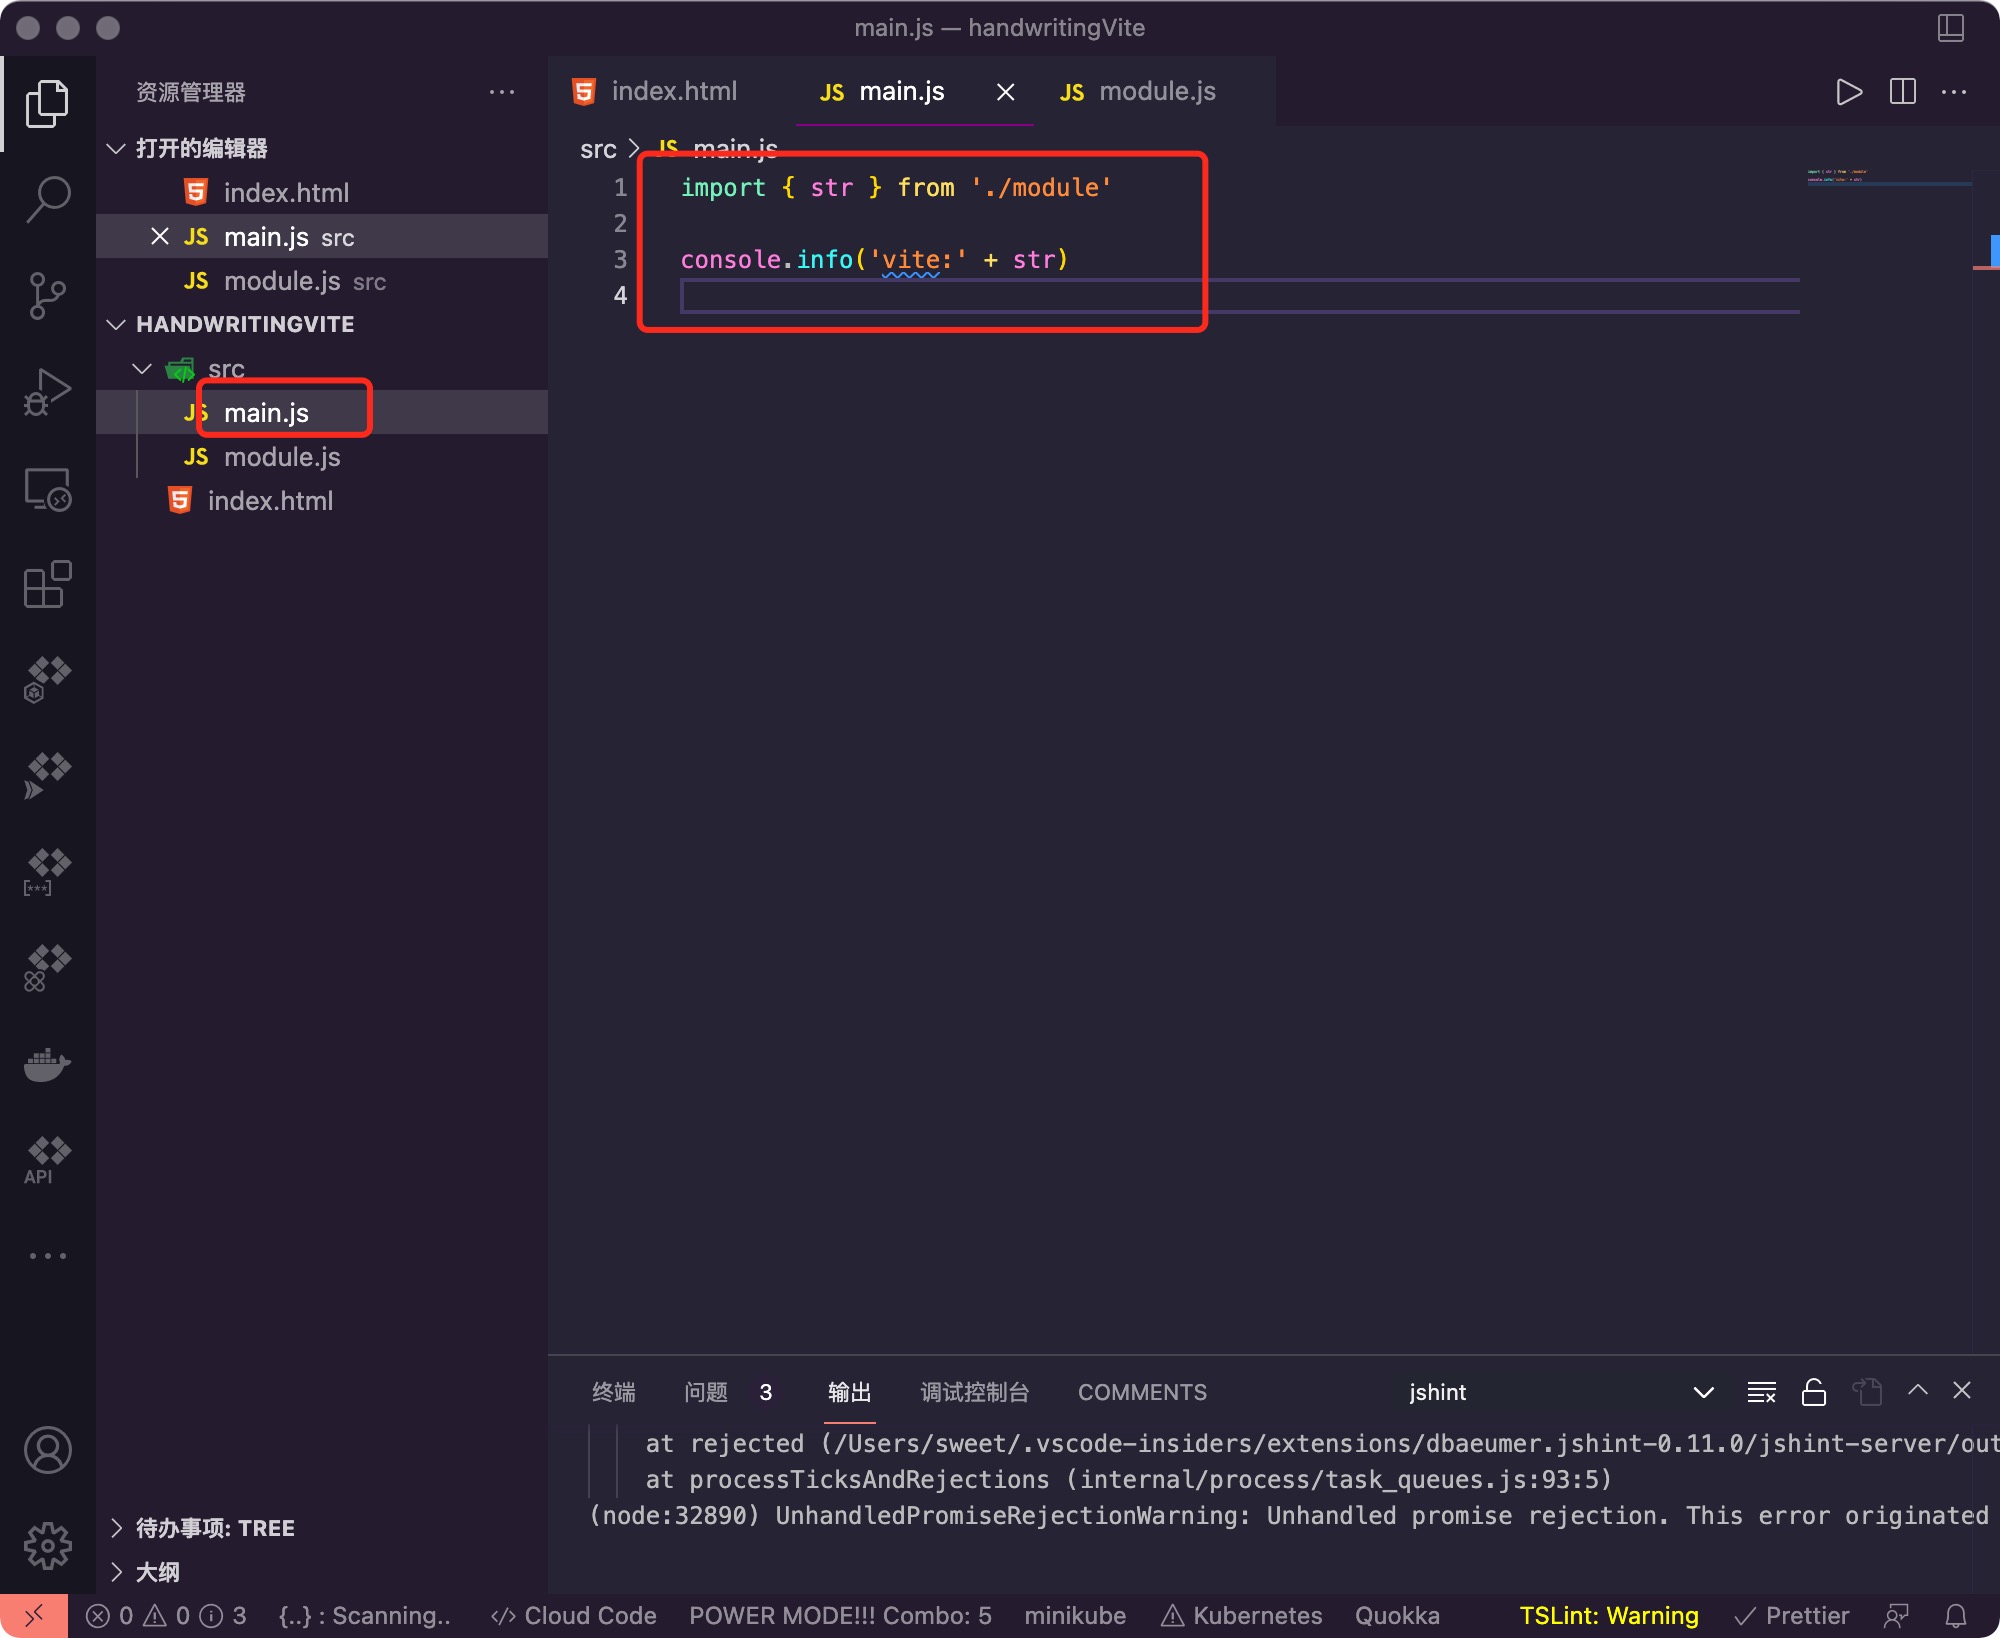 main.js — handwritingVite
资源管理器
打开的编辑器
index.html
main.js src
module.js src
HANDWRITINGVITE
src
main.js
module.js
index.html
待办事项: TREE
大纲
API
index.html
main.js
module.js
src > JS main.js
1 import { str } from './module'
2
3 console.info('vite:' + str)
4
终端 问题 3 输出 调试控制台 COMMENTS jshint
at rejected (/Users/sweet/.vscode-insiders/extensions/dbaeumer.jshint-0.11.0/jshint-server/out
at processTicksAndRejections (internal/process/task_queues.js:93:5)
(node:32890) UnhandledPromiseRejectionWarning: Unhandled promise rejection. This error originated
0 0 3 {..} : Scanning.. </> Cloud Code POWER MODE!!! Combo: 5 minikube Kubernetes Quokka TSLint: Warning Prettier